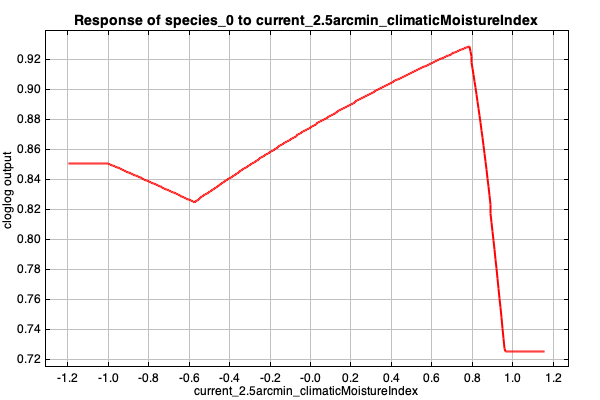 Response of species_0 to current_2.5arcmin_climaticMoistureIndex
cloglog output
0.92
0.90
0.88
0.86
0.84
0.82
0.80
0.78
0.76
0.74
0.72
-1.2 -1.0 -0.8 -0.6 -0.4 -0.2 -0.0 0.2 0.4 0.6 0.8 1.0 1.2
current_2.5arcmin_climaticMoistureIndex